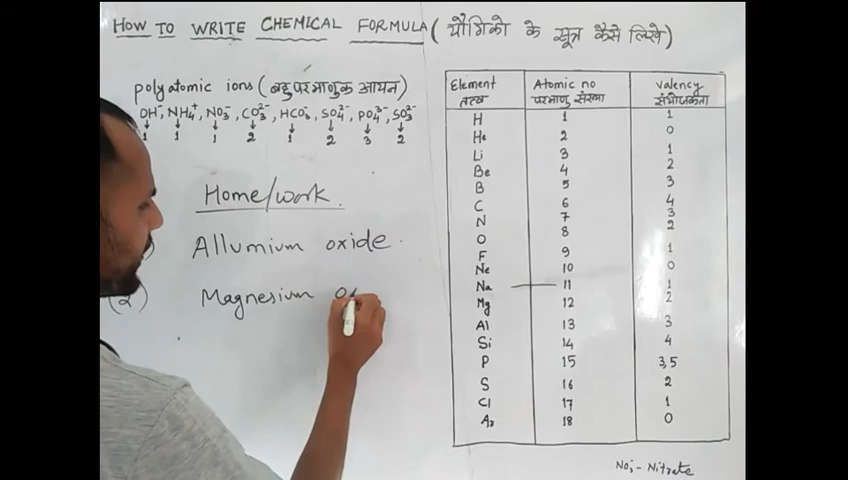 HOW TO WRITE CHEMICAL FORMULA ( यौगिको के सूत्र कैसे लिखे )
polyatomic ions ( बहु परमाणुक आयन )
OH⁻, NH₄⁺, NO₃⁻, CO₃²⁻, HCO₃⁻, SO₄²⁻, PO₄³⁻, SO₃²⁻
↓ ↓ ↓ ↓ ↓ ↓ ↓ ↓
1 1 1 2 1 2 3 2
Home/work.
Allumium oxide.
(2) Magnesium
Element Atomic no valency
तत्व परमाणु संख्या संयोजकता
H 1 1
He 2 0
Li 3 1
Be 4 2
B 5 3
C 6 4
N 7 3
O 8 2
F 9 1
Ne 10 0
Na 11 1
Mg 12 2
Al 13 3
Si 14 4
P 15 3,5
S 16 2
Cl 17 1
Ar 18 0
NO₃⁻ - Nitrate